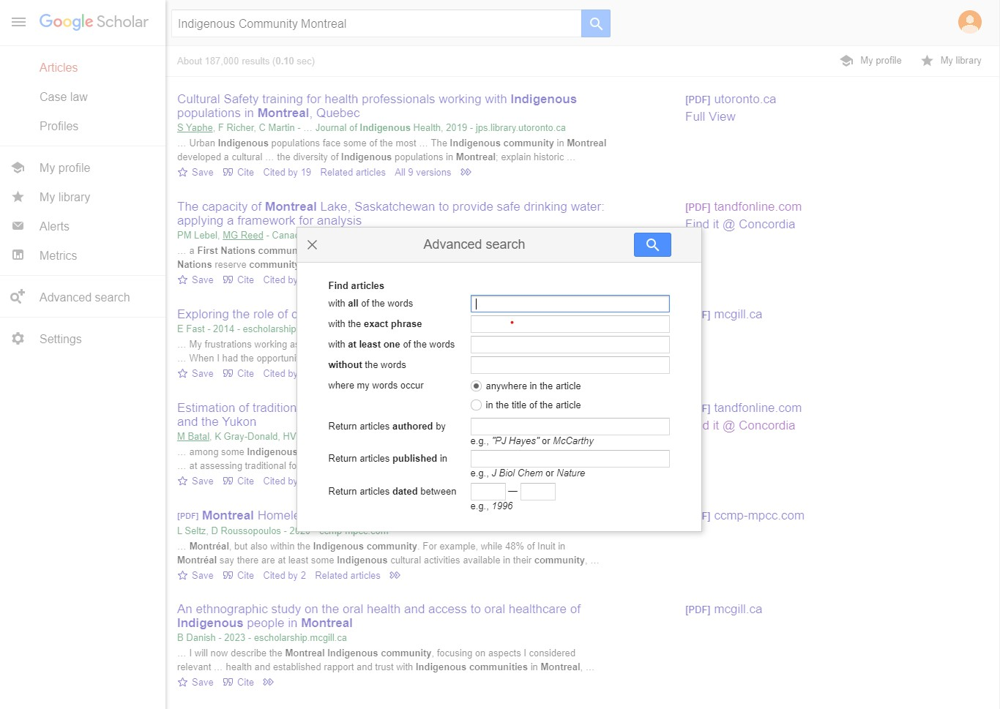 Google Scholar
Indigenous Community Montreal
Articles
Case law
Profiles
My profile
My library
Alerts
Metrics
Advanced search
Settings
About 187,000 results (0.10 sec)
My profile
My library
Cultural Safety training for health professionals working with Indigenous
populations in Montreal, Quebec
S Yaphe, F Richer, C Martin - … Journal of Indigenous Health, 2019 - jps.library.utoronto.ca
… Urban Indigenous populations face some of the most … The Indigenous community in Montreal
developed a cultural … the diversity of Indigenous populations in Montreal; explain historic …
Save Cite Cited by 19 Related articles All 9 versions
[PDF] utoronto.ca
Full View
The capacity of Montreal Lake, Saskatchewan to provide safe drinking water:
applying a framework for analysis
PM Lebel, MG Reed - Canac
… a First Nations commun
Nations reserve community
Save Cite Cited by
[PDF] tandfonline.com
Find it @ Concordia
Exploring the role of c
E Fast - 2014 - escholarship
… My frustrations working as
… When I had the opportuni
Save Cite Cited by
F] mcgill.ca
Estimation of tradition
and the Yukon
M Batal, K Gray-Donald, HV
… among some Indigenous
… at assessing traditional fo
Save Cite Cited by
F] tandfonline.com
d it @ Concordia
[PDF] Montreal Homele
L Seltz, D Roussopoulos - 2020 - ccmp-mpcc.com
… Montréal, but also within the Indigenous community. For example, while 48% of Inuit in
Montréal say there are at least some Indigenous cultural activities available in their community, …
Save Cite Cited by 2 Related articles
F] ccmp-mpcc.com
An ethnographic study on the oral health and access to oral healthcare of
Indigenous people in Montreal
B Danish - 2023 - escholarship.mcgill.ca
… I will now describe the Montreal Indigenous community, focusing on aspects I considered
relevant … health and established rapport and trust with Indigenous communities in Montreal, …
Save Cite
[PDF] mcgill.ca
Advanced search
Find articles
with all of the words
with the exact phrase
with at least one of the words
without the words
where my words occur
anywhere in the article
in the title of the article
Return articles authored by
e.g., "PJ Hayes" or McCarthy
Return articles published in
e.g., J Biol Chem or Nature
Return articles dated between
—
e.g., 1996